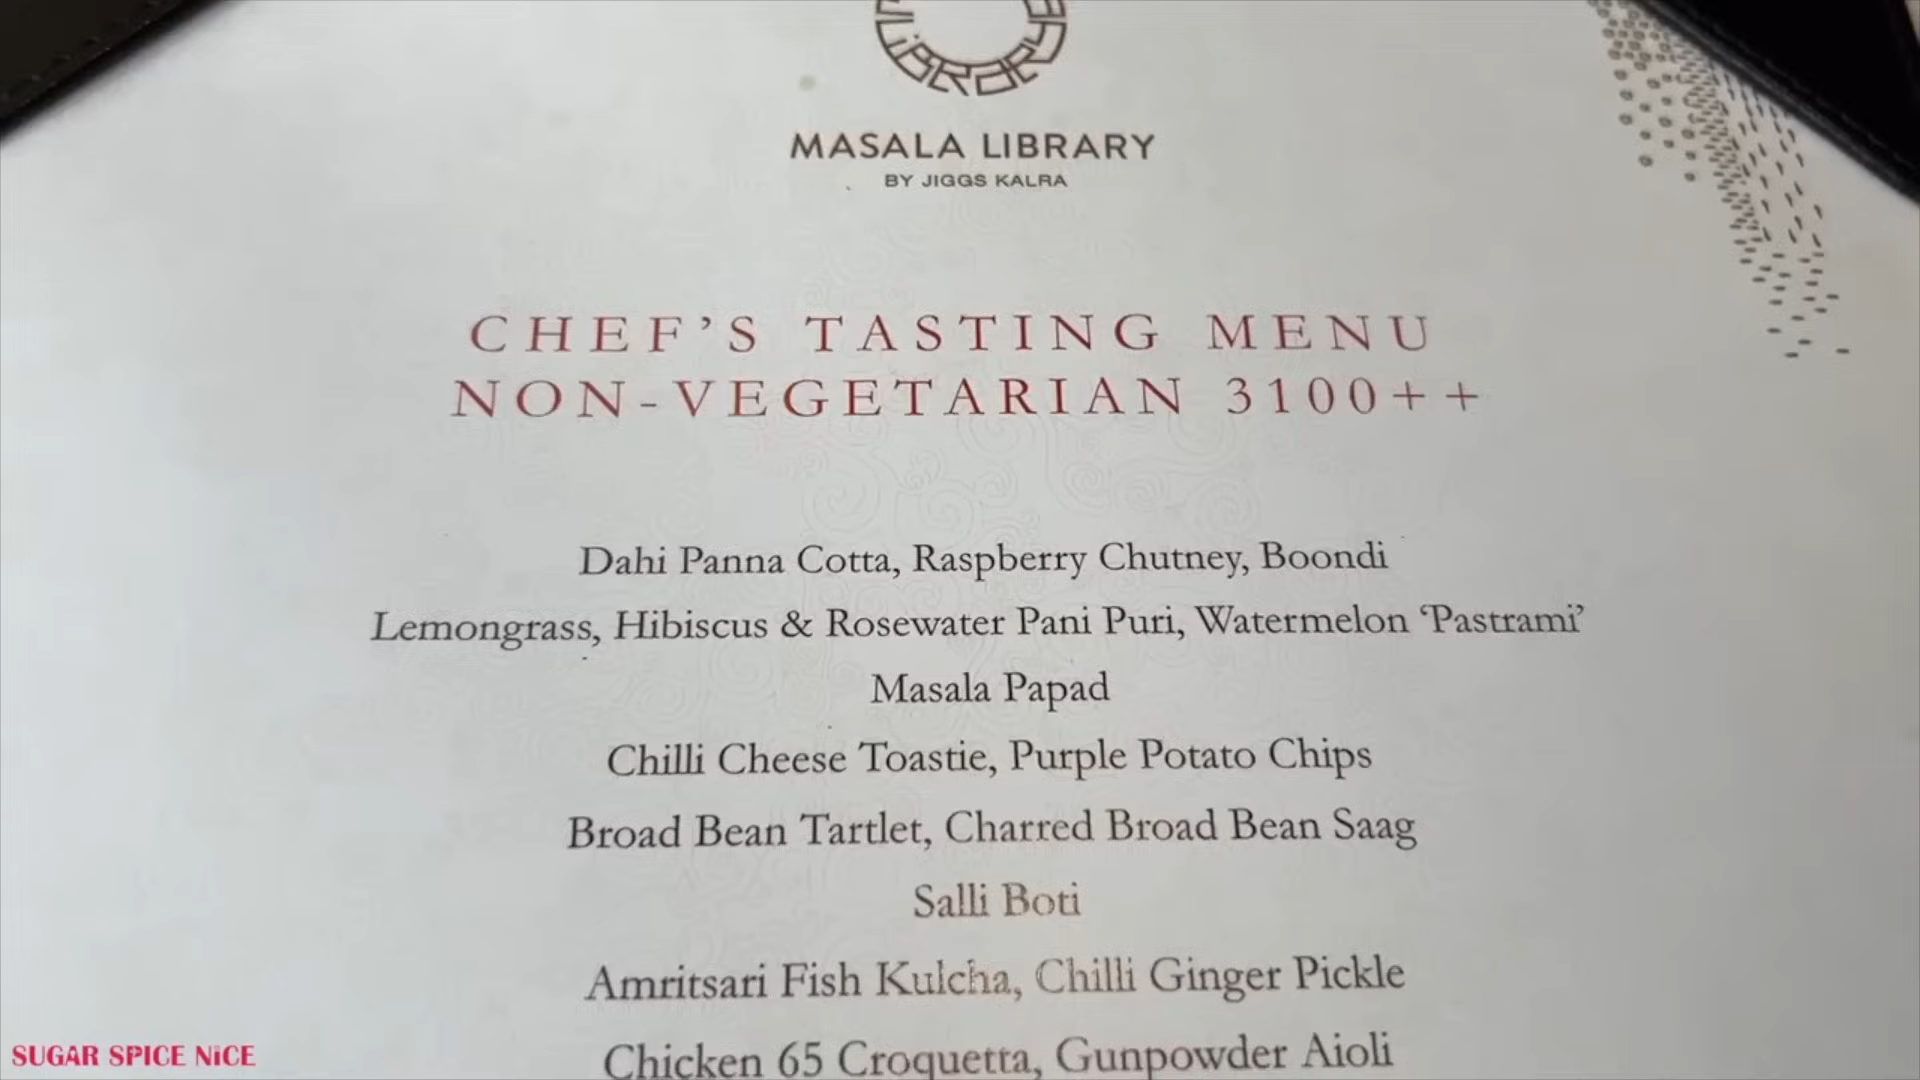 LIBRARY
MASALA LIBRARY
BY JIGGS KALRA
CHEF’S TASTING MENU
NON-VEGETARIAN 3100++
Dahi Panna Cotta, Raspberry Chutney, Boondi
Lemongrass, Hibiscus & Rosewater Pani Puri, Watermelon ‘Pastrami’
Masala Papad
Chilli Cheese Toastie, Purple Potato Chips
Broad Bean Tartlet, Charred Broad Bean Saag
Salli Boti
Amritsari Fish Kulcha, Chilli Ginger Pickle
Chicken 65 Croquetta, Gunpowder Aioli
SUGAR SPICE NiCE